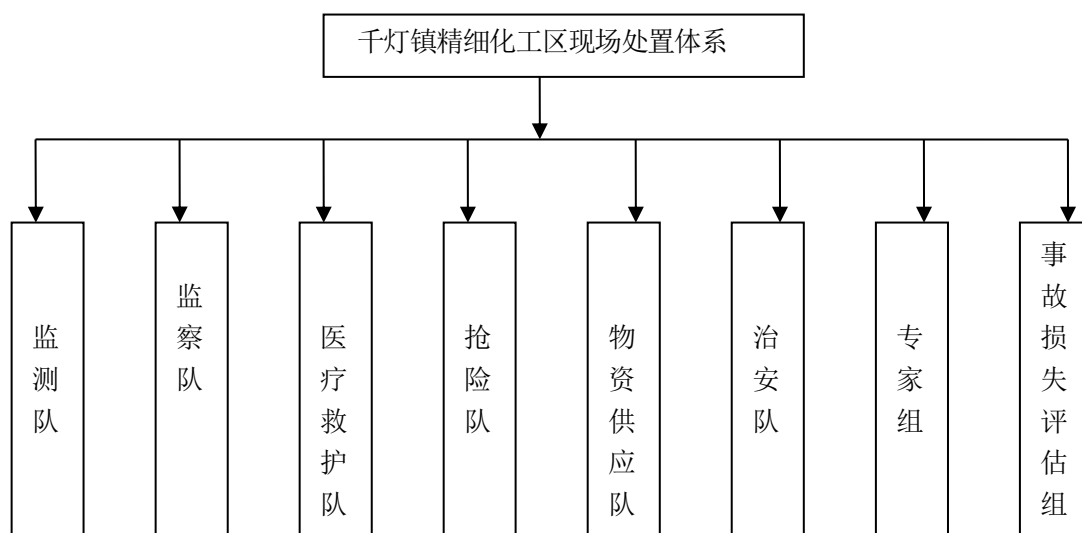 千灯镇精细化工区现场处置体系
监测队
监察队
医疗救护队
抢险队
物资供应队
治安队
专家组
事故损失评估组